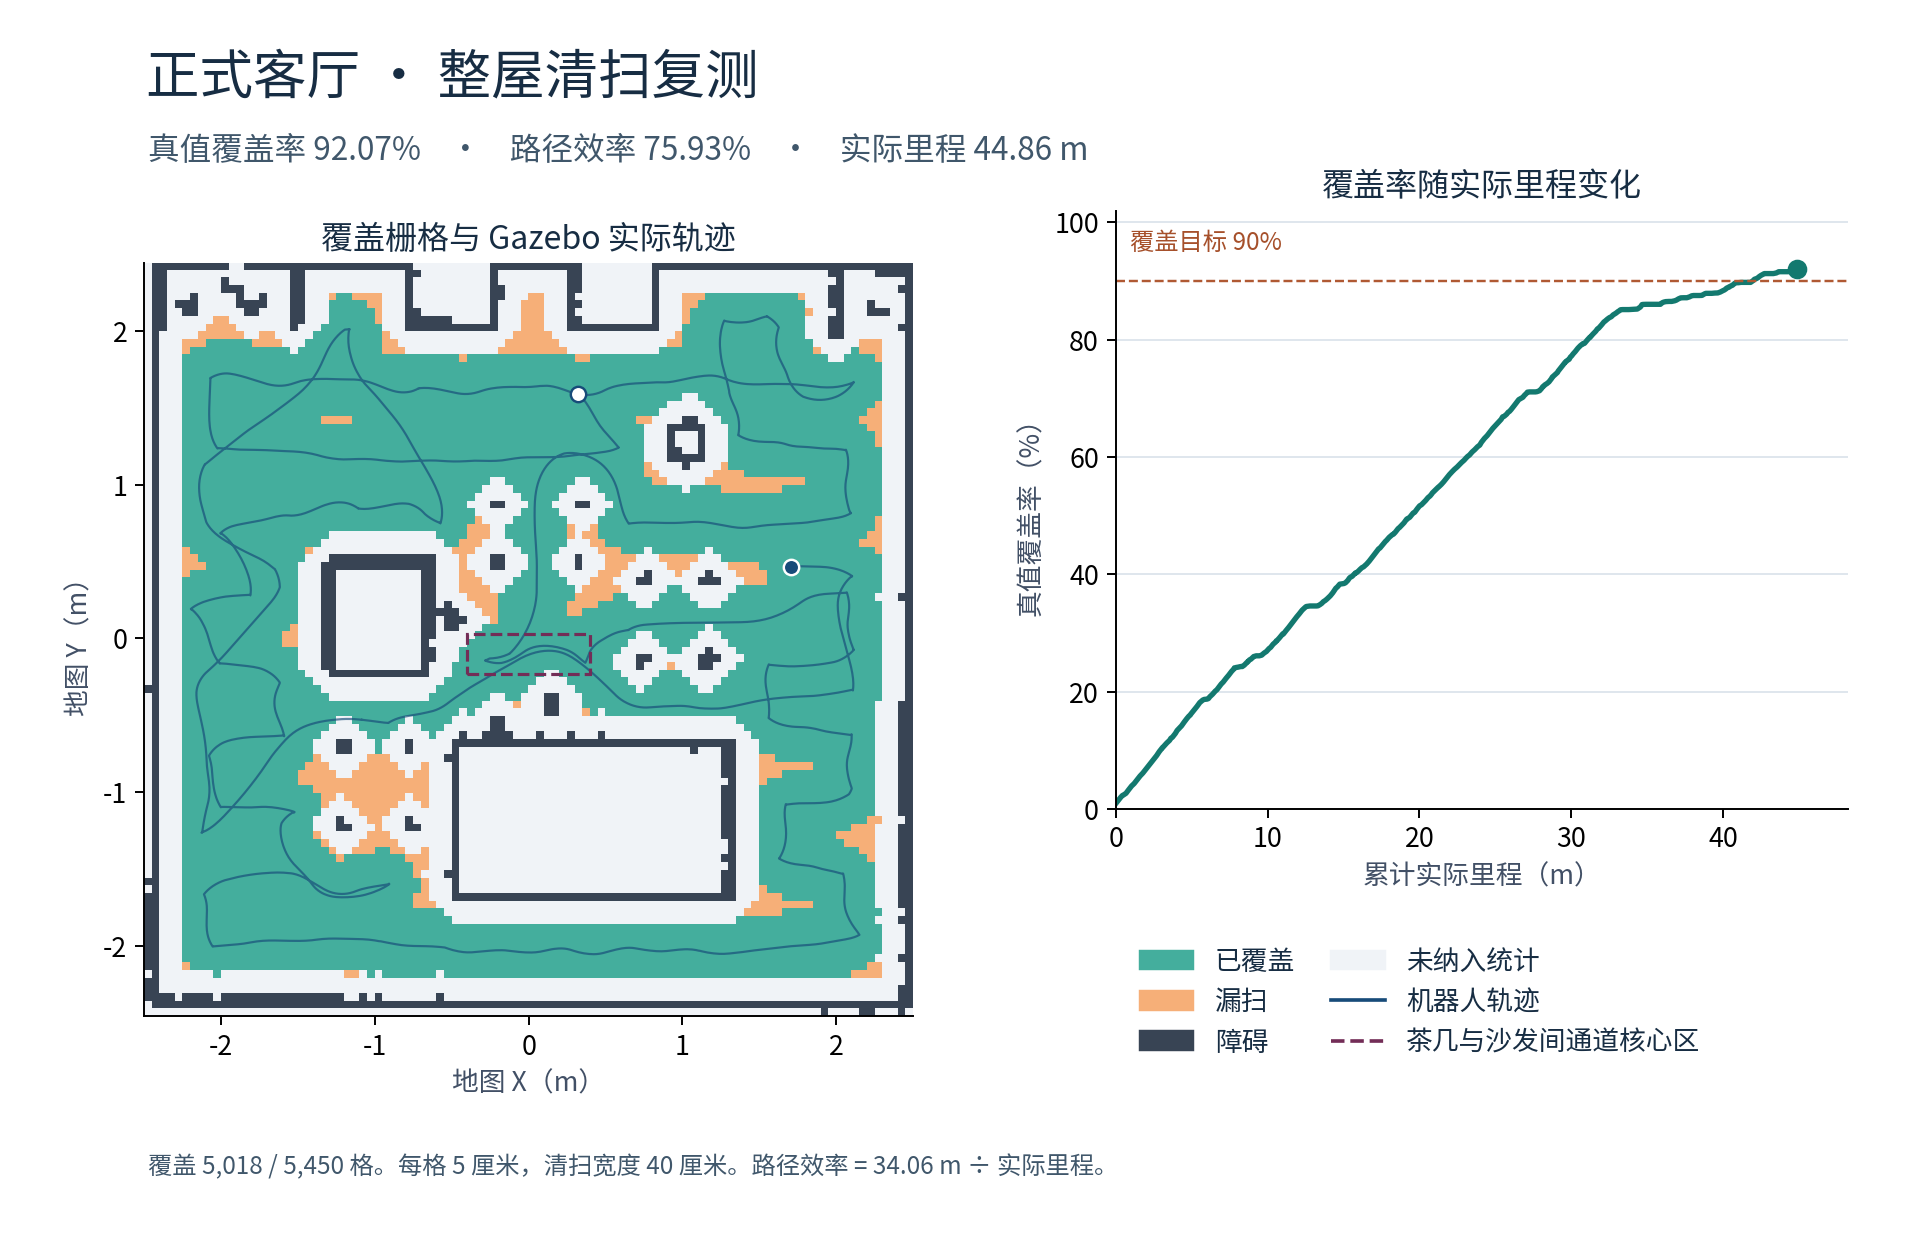 正式客厅 · 整屋清扫复测
真值覆盖率 92.07% · 路径效率 75.93% · 实际里程 44.86 m
覆盖栅格与 Gazebo 实际轨迹
2
1
0
-1
-2
地图 Y（m）
-2 -1 0 1 2
地图 X（m）
覆盖率随实际里程变化
覆盖目标 90%
100
80
60
40
20
0
真值覆盖率（%）
0 10 20 30 40
累计实际里程（m）
已覆盖
漏扫
障碍
未纳入统计
机器人轨迹
茶几与沙发间通道核心区
覆盖 5,018 / 5,450 格。每格 5 厘米，清扫宽度 40 厘米。路径效率 = 34.06 m ÷ 实际里程。